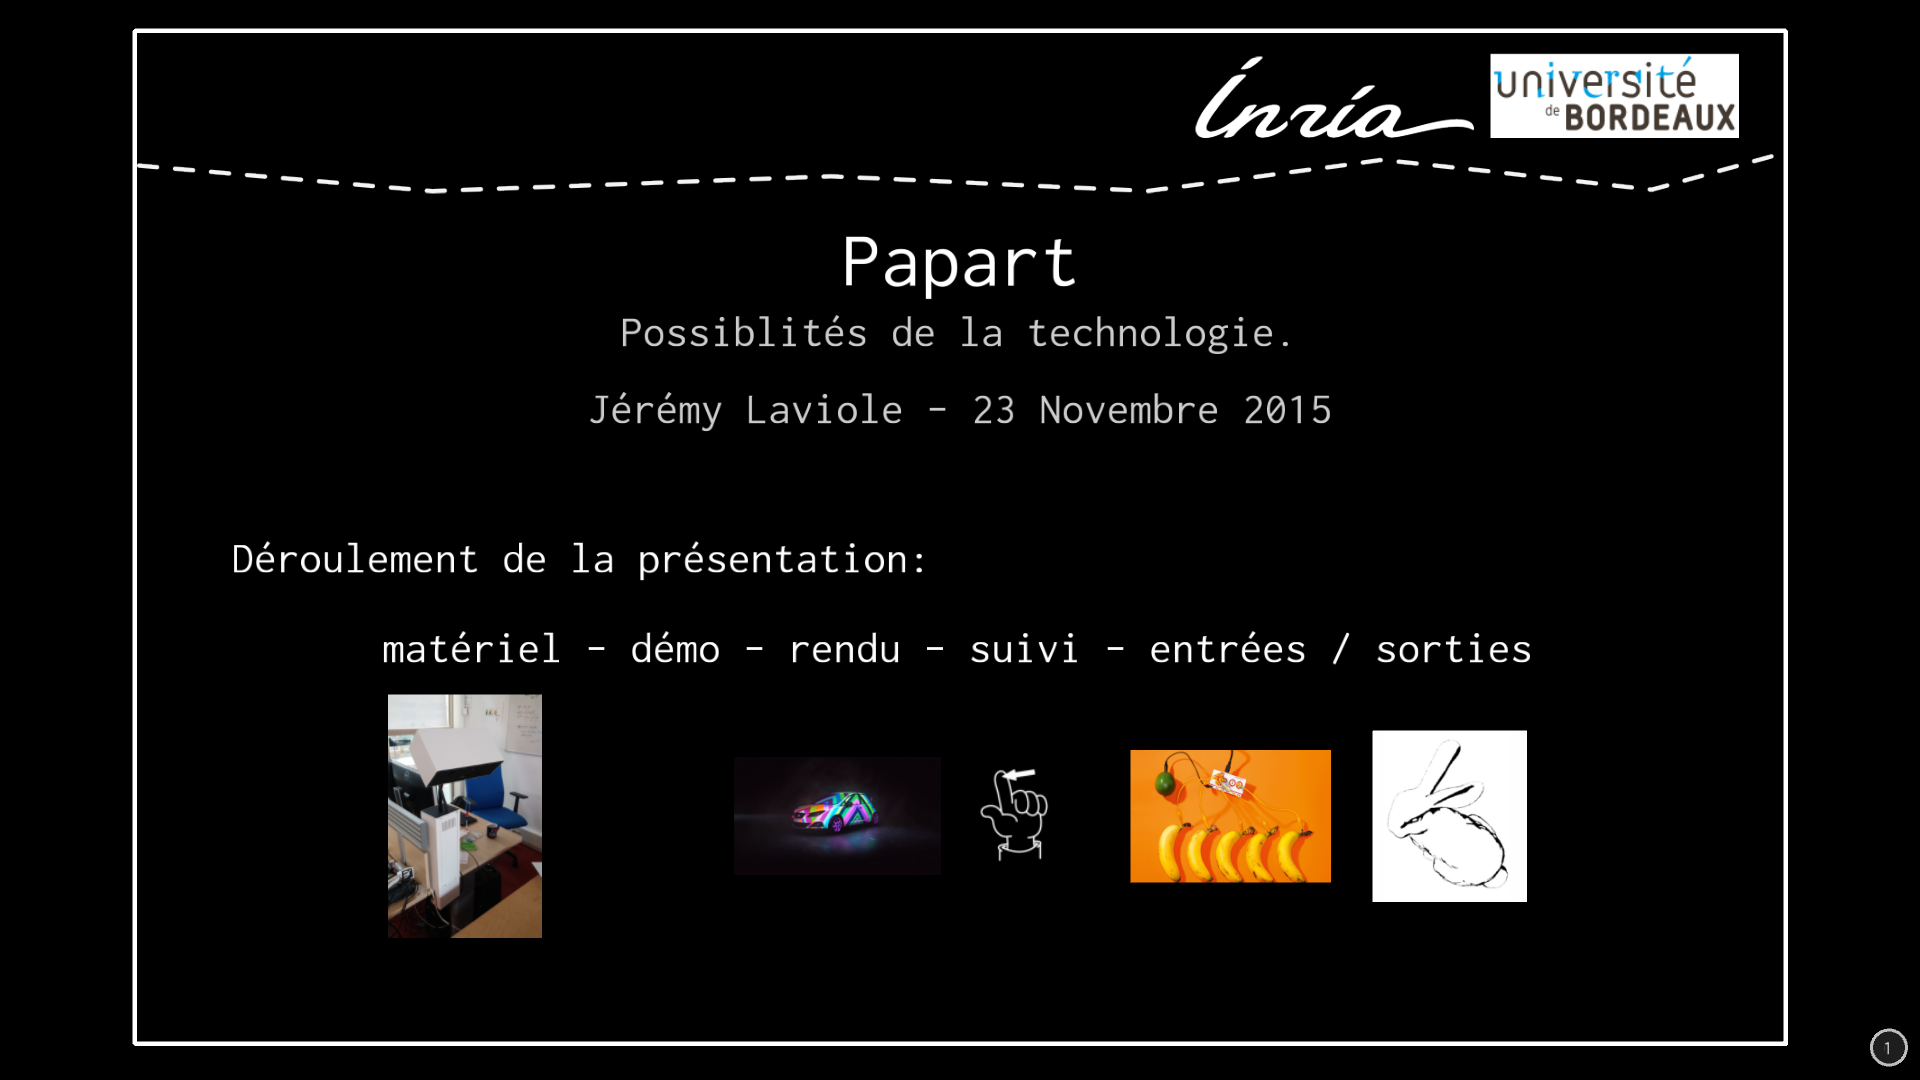 Inría
université
de BORDEAUX
Papart
Possiblités de la technologie.
Jérémy Laviole - 23 Novembre 2015
Déroulement de la présentation:
matériel - démo - rendu - suivi - entrées / sorties
1